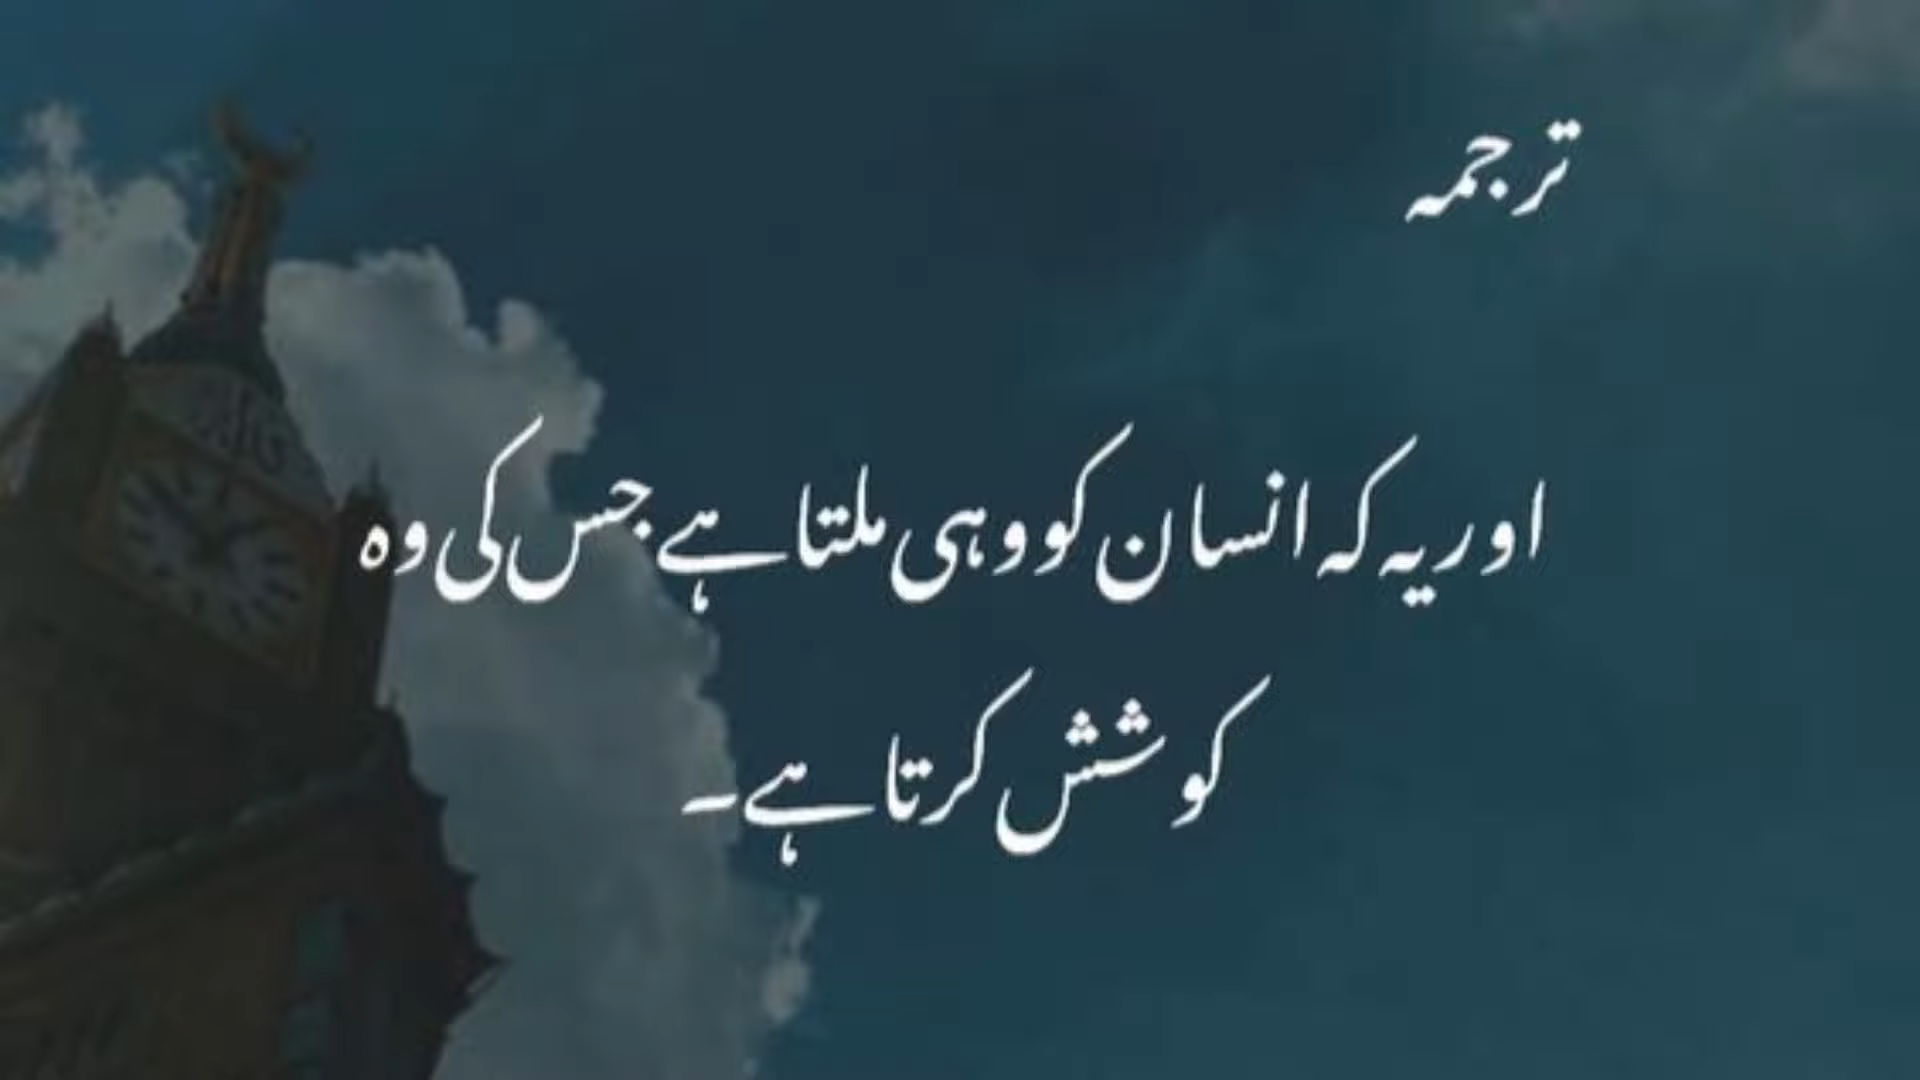 ترجمہ
اور یہ کہ انسان کو وہی ملتا ہے جس کی وہ
کوشش کرتا ہے۔